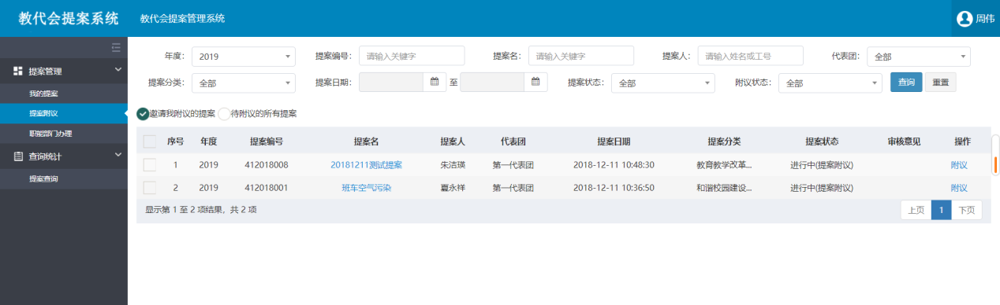 教代会提案系统 教代会提案管理系统 周伟
年度： 2019 提案编号： 请输入关键字 提案名： 请输入关键字 提案人： 请输入姓名或工号 代表团： 全部
提案分类： 全部 提案日期： 至 提案状态： 全部 附议状态： 全部 查询 重置
提案管理
我的提案
提案附议
职能部门办理
查询统计
提案查询
邀请我附议的提案 待附议的所有提案
序号 年度 提案编号 提案名 提案人 代表团 提案日期 提案分类 提案状态 审核意见 操作
1 2019 412018008 20181211测试提案 朱洁瑛 第一代表团 2018-12-11 10:48:30 教育教学改革... 进行中(提案附议) 附议
2 2019 412018001 班车空气污染 夏永祥 第一代表团 2018-12-11 10:36:50 和谐校园建设... 进行中(提案附议) 附议
显示第 1 至 2 项结果，共 2 项 上页 1 下页